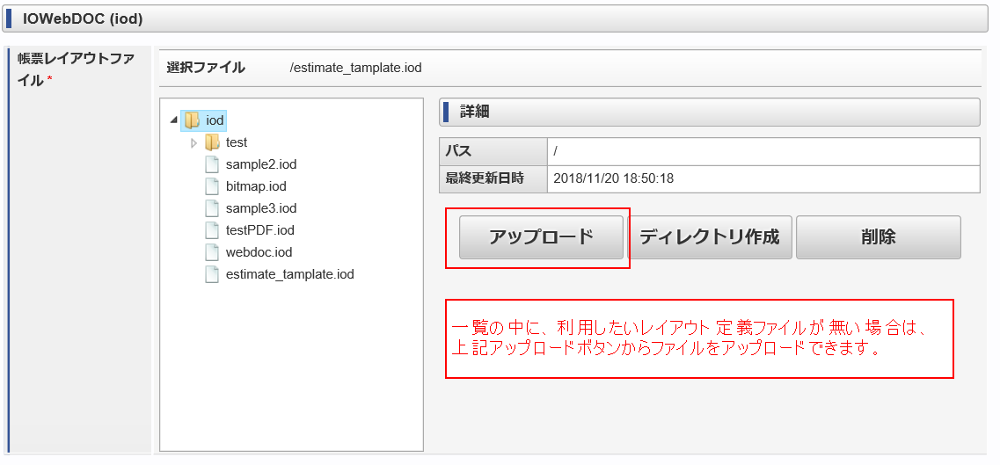 IOWebDOC (iod)
帳票レイアウトファ
イル *
選択ファイル /estimate_tamplate.iod
iod
test
sample2.iod
bitmap.iod
sample3.iod
testPDF.iod
webdoc.iod
estimate_tamplate.iod
詳細
パス /
最終更新日時 2018/11/20 18:50:18
アップロード ディレクトリ作成 削除
一覧の中に、利用したいレイアウト定義ファイルが無い場合は、
上記アップロードボタンからファイルをアップロードできます。